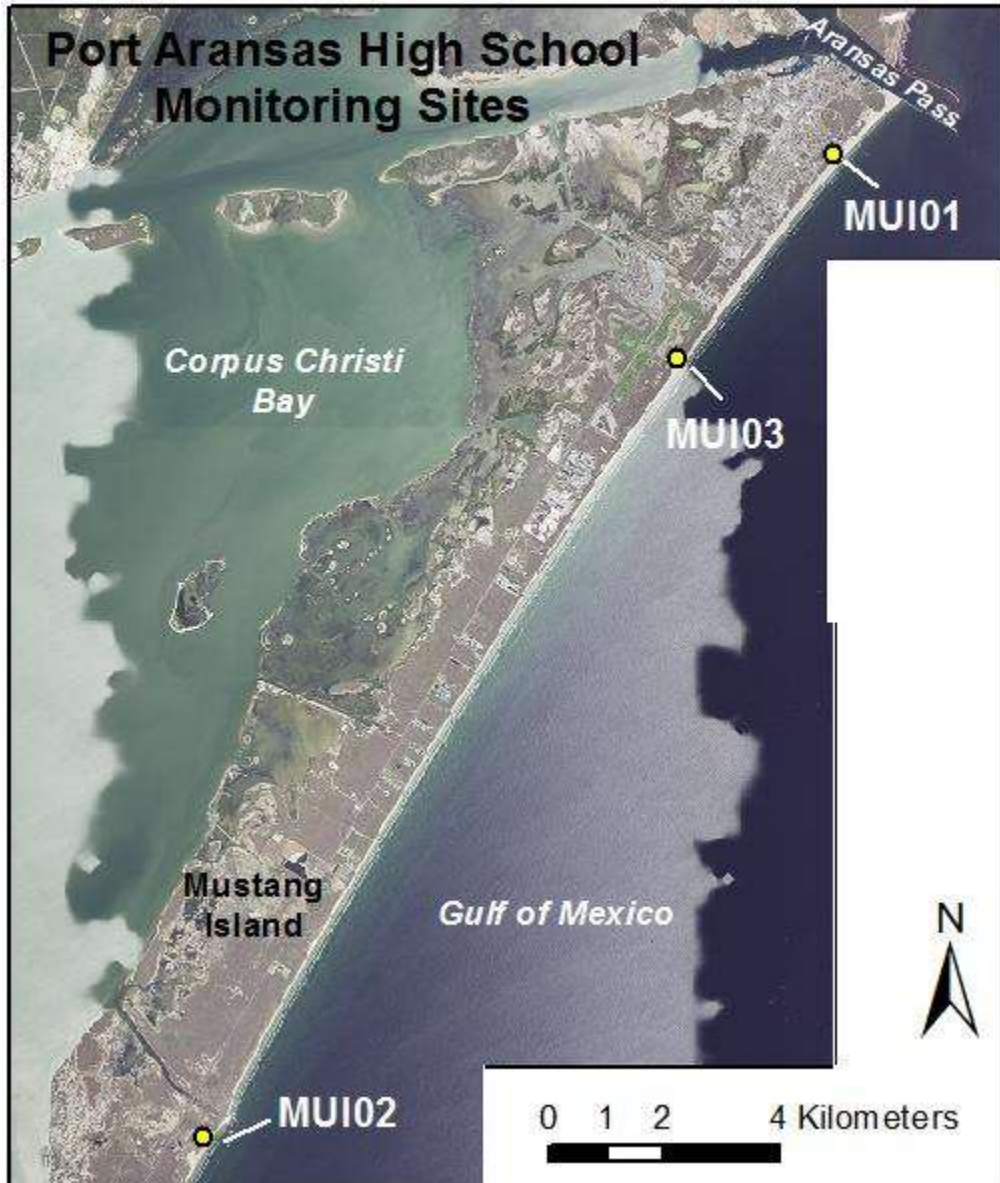 Port Aransas High School
Monitoring Sites
Aransas Pass
MUI01
Corpus Christi
Bay
MUI03
Mustang
Island
Gulf of Mexico
N
MUI02
0 1 2 4 Kilometers